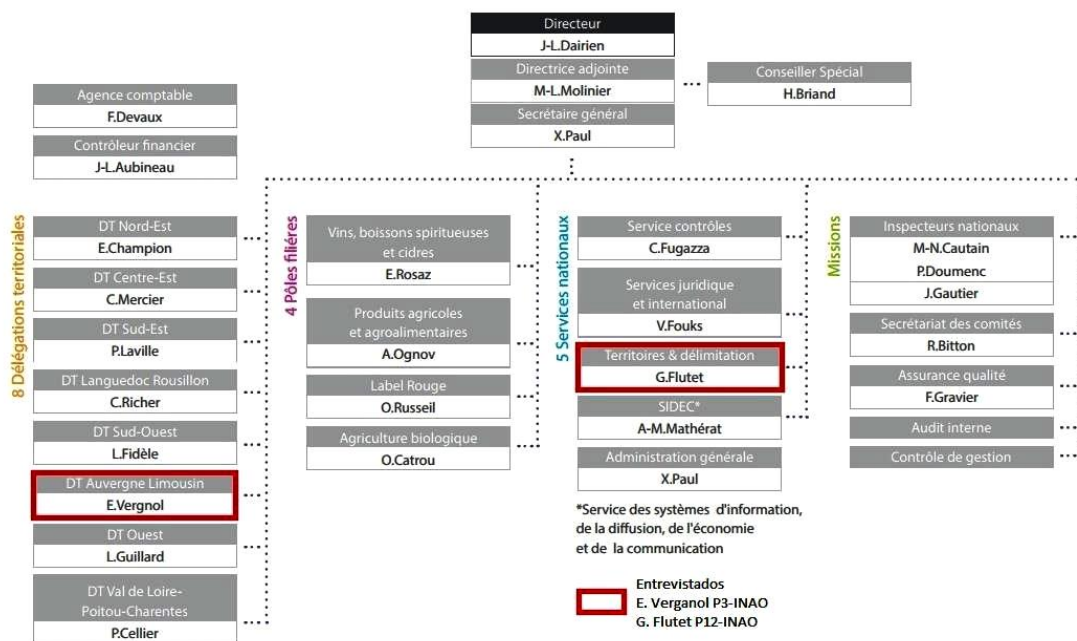 Directeur
J-L.Dairien
Directrice adjointe
M-L.Molinier
Secrétaire général
X.Paul
Conseiller Spécial
H.Briand
Agence comptable
F.Devaux
Contrôleur financier
J-L.Aubineau
8 Délégations territoriales
DT Nord-Est
E.Champion
DT Centre-Est
C.Mercier
DT Sud-Est
P.Laville
DT Languedoc Rousillon
C.Richer
DT Sud-Ouest
L.Fidèle
DT Auvergne Limousin
E.Vergnol
DT Ouest
L.Guillard
DT Val de Loire-
Poitou-Charentes
P.Cellier
4 Pôles filiéres
Vins, boissons spiritueuses
et cidres
E.Rosaz
Produits agricoles
et agroalimentaires
A.Ognov
Label Rouge
O.Russeil
Agriculture biologique
O.Catrou
5 Services nationaux
Service contrôles
C.Fugazza
Services juridique
et international
V.Fouks
Territoires & délimitation
G.Flutet
SIDEC*
A-M.Mathérat
Administration générale
X.Paul
*Service des systèmes d'information,
de la diffusion, de l'économie
et de la communication
Missions
Inspecteurs nationaux
M-N.Cautain
P.Doumenc
J.Gautier
Secrétariat des comités
R.Bitton
Assurance qualité
F.Gravier
Audit interne
Contrôle de gestion
Entrevistados
E. Verganol P3-INAO
G. Flutet P12-INAO